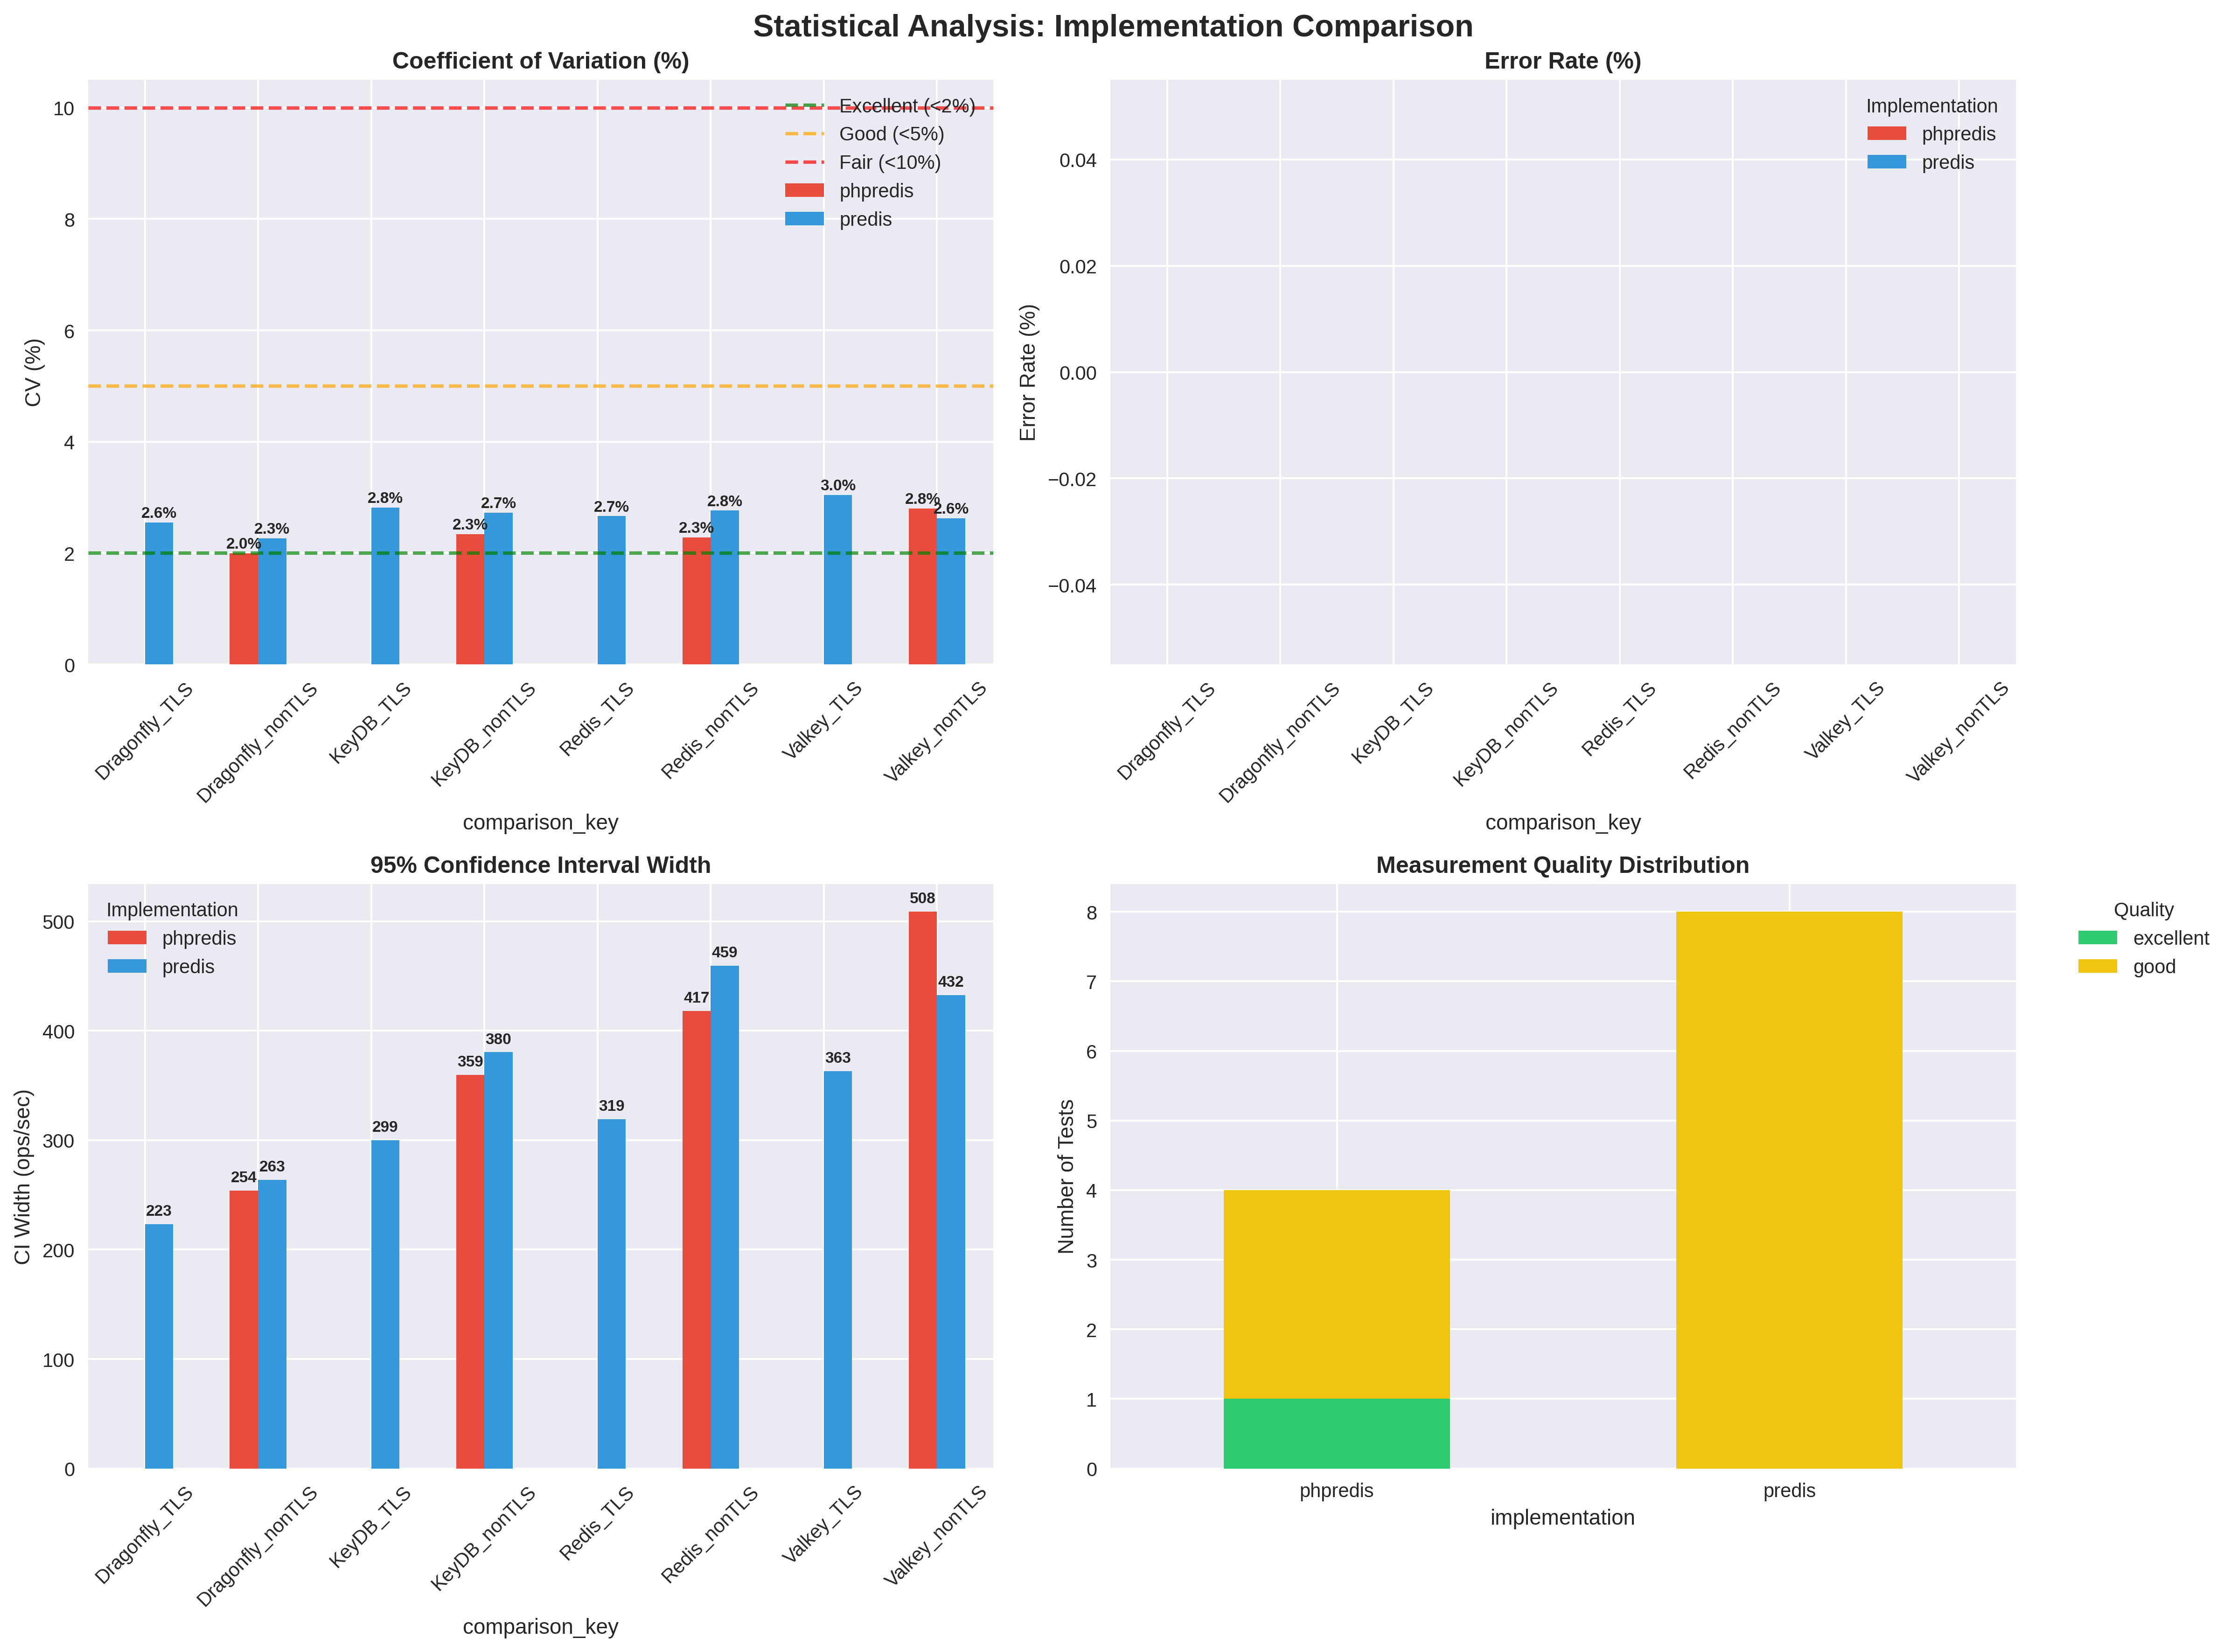 Statistical Analysis: Implementation Comparison
Coefficient of Variation (%)
10
8
6
4
2
0
CV (%)
Excellent (<2%)
Good (<5%)
Fair (<10%)
phpredis
predis
2.6%
2.0%
2.3%
2.8%
2.3%
2.7%
2.7%
2.3%
2.8%
3.0%
2.8%
2.6%
Dragonfly_TLS
Dragonfly_nonTLS
KeyDB_TLS
KeyDB_nonTLS
Redis_TLS
Redis_nonTLS
Valkey_TLS
Valkey_nonTLS
comparison_key
Error Rate (%)
0.04
0.02
0.00
−0.02
−0.04
Error Rate (%)
Implementation
phpredis
predis
Dragonfly_TLS
Dragonfly_nonTLS
KeyDB_TLS
KeyDB_nonTLS
Redis_TLS
Redis_nonTLS
Valkey_TLS
Valkey_nonTLS
comparison_key
95% Confidence Interval Width
500
400
300
200
100
0
CI Width (ops/sec)
Implementation
phpredis
predis
223
254
263
299
359
380
319
417
459
363
508
432
Dragonfly_TLS
Dragonfly_nonTLS
KeyDB_TLS
KeyDB_nonTLS
Redis_TLS
Redis_nonTLS
Valkey_TLS
Valkey_nonTLS
comparison_key
Measurement Quality Distribution
8
7
6
5
4
3
2
1
0
Number of Tests
phpredis
predis
implementation
Quality
excellent
good